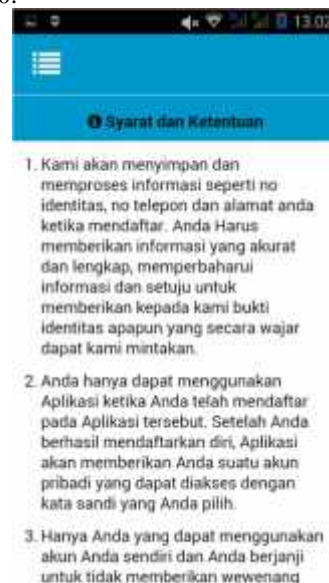 13.02
Syarat dan Ketentuan
1. Kami akan menyimpan dan
memproses informasi seperti no
identitas, no telepon dan alamat anda
ketika mendaftar. Anda Harus
memberikan informasi yang akurat
dan lengkap, memperbaharui
informasi dan setuju untuk
memberikan kepada kami bukti
identitas apapun yang secara wajar
dapat kami mintakan.
2. Anda hanya dapat menggunakan
Aplikasi ketika Anda telah mendaftar
pada Aplikasi tersebut. Setelah Anda
berhasil mendaftarkan diri, Aplikasi
akan memberikan Anda suatu akun
pribadi yang dapat diakses dengan
kata sandi yang Anda pilih.
3. Hanya Anda yang dapat menggunakan
akun Anda sendiri dan Anda berjanji
untuk tidak memberikan wewenang